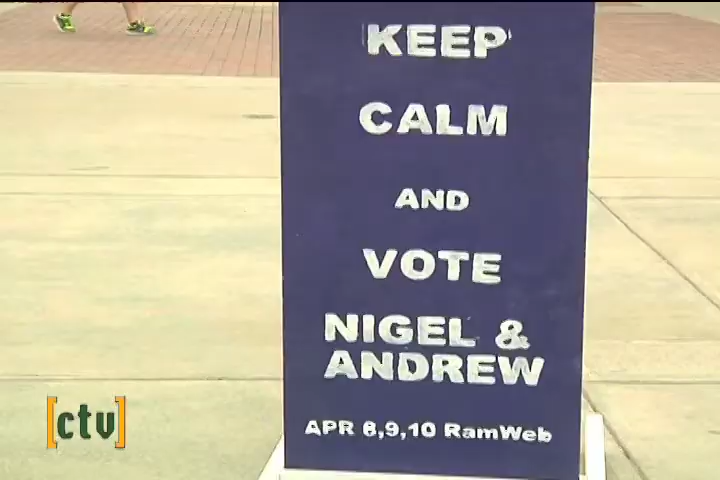 KEEP
CALM
AND
VOTE
NIGEL &
ANDREW
APR 8,9,10 RamWeb
[ctv]